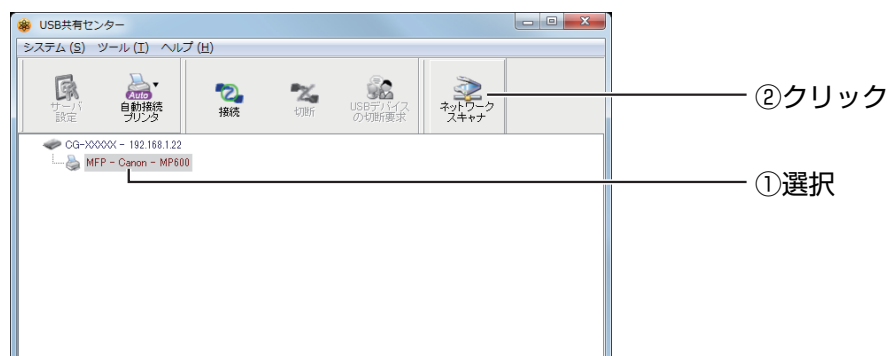 USB共有センター
システム (S) ツール (T) ヘルプ (H)
サーバ
設定
Auto
自動接続
プリンタ
接続
切断
USBデバイス
の切断要求
ネットワーク
スキャナ
②クリック
CG-XXXXX - 192.168.1.22
MFP - Canon - MP600
①選択